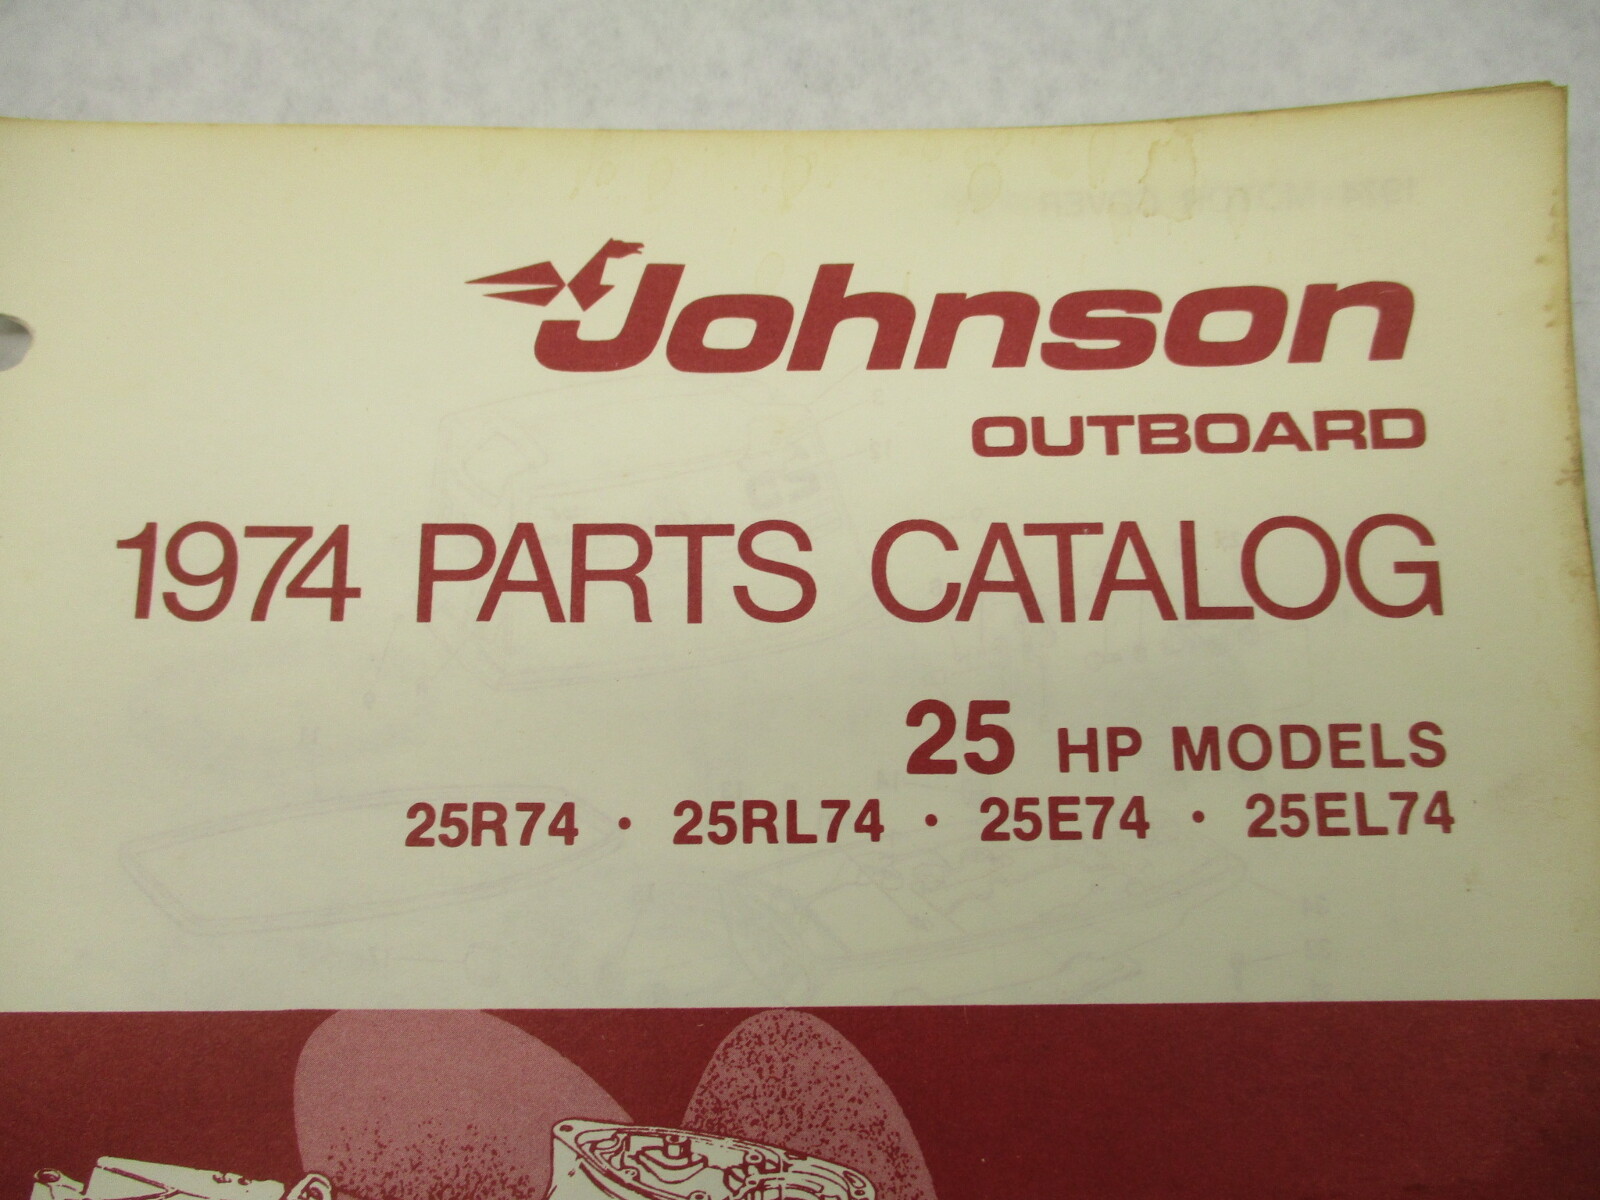 Johnson
OUTBOARD
1974 PARTS CATALOG
25 HP MODELS
25R74 • 25RL74 • 25E74 • 25EL74